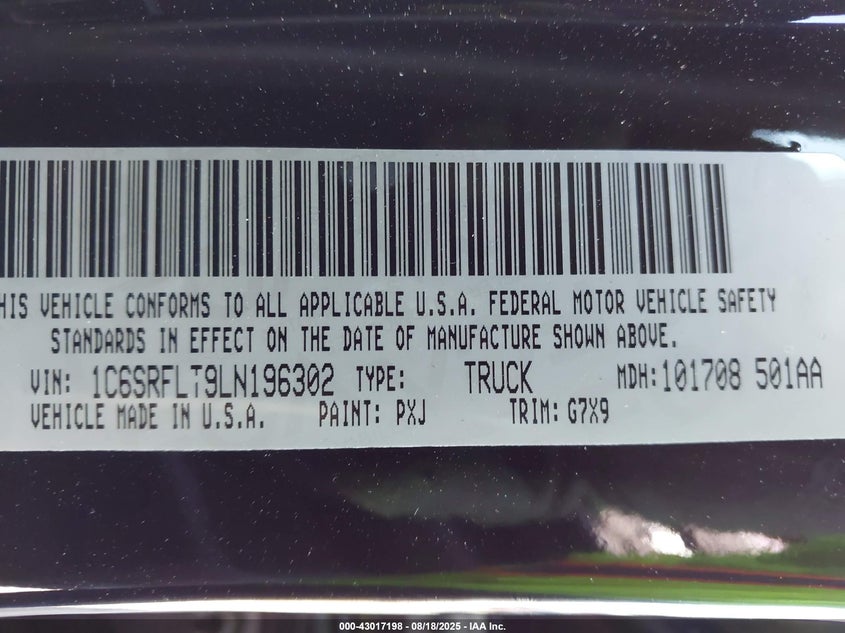 HIS VEHICLE CONFORMS TO ALL APPLICABLE U.S.A. FEDERAL MOTOR VEHICLE SAFETY
STANDARDS IN EFFECT ON THE DATE OF MANUFACTURE SHOWN ABOVE.
VIN: 1C6SRFLT9LN196302 TYPE: TRUCK MDH:101708 501AA
VEHICLE MADE IN U.S.A. PAINT: PXJ TRIM: G7X9
000-43017198 - 08/18/2025 - IAA Inc.